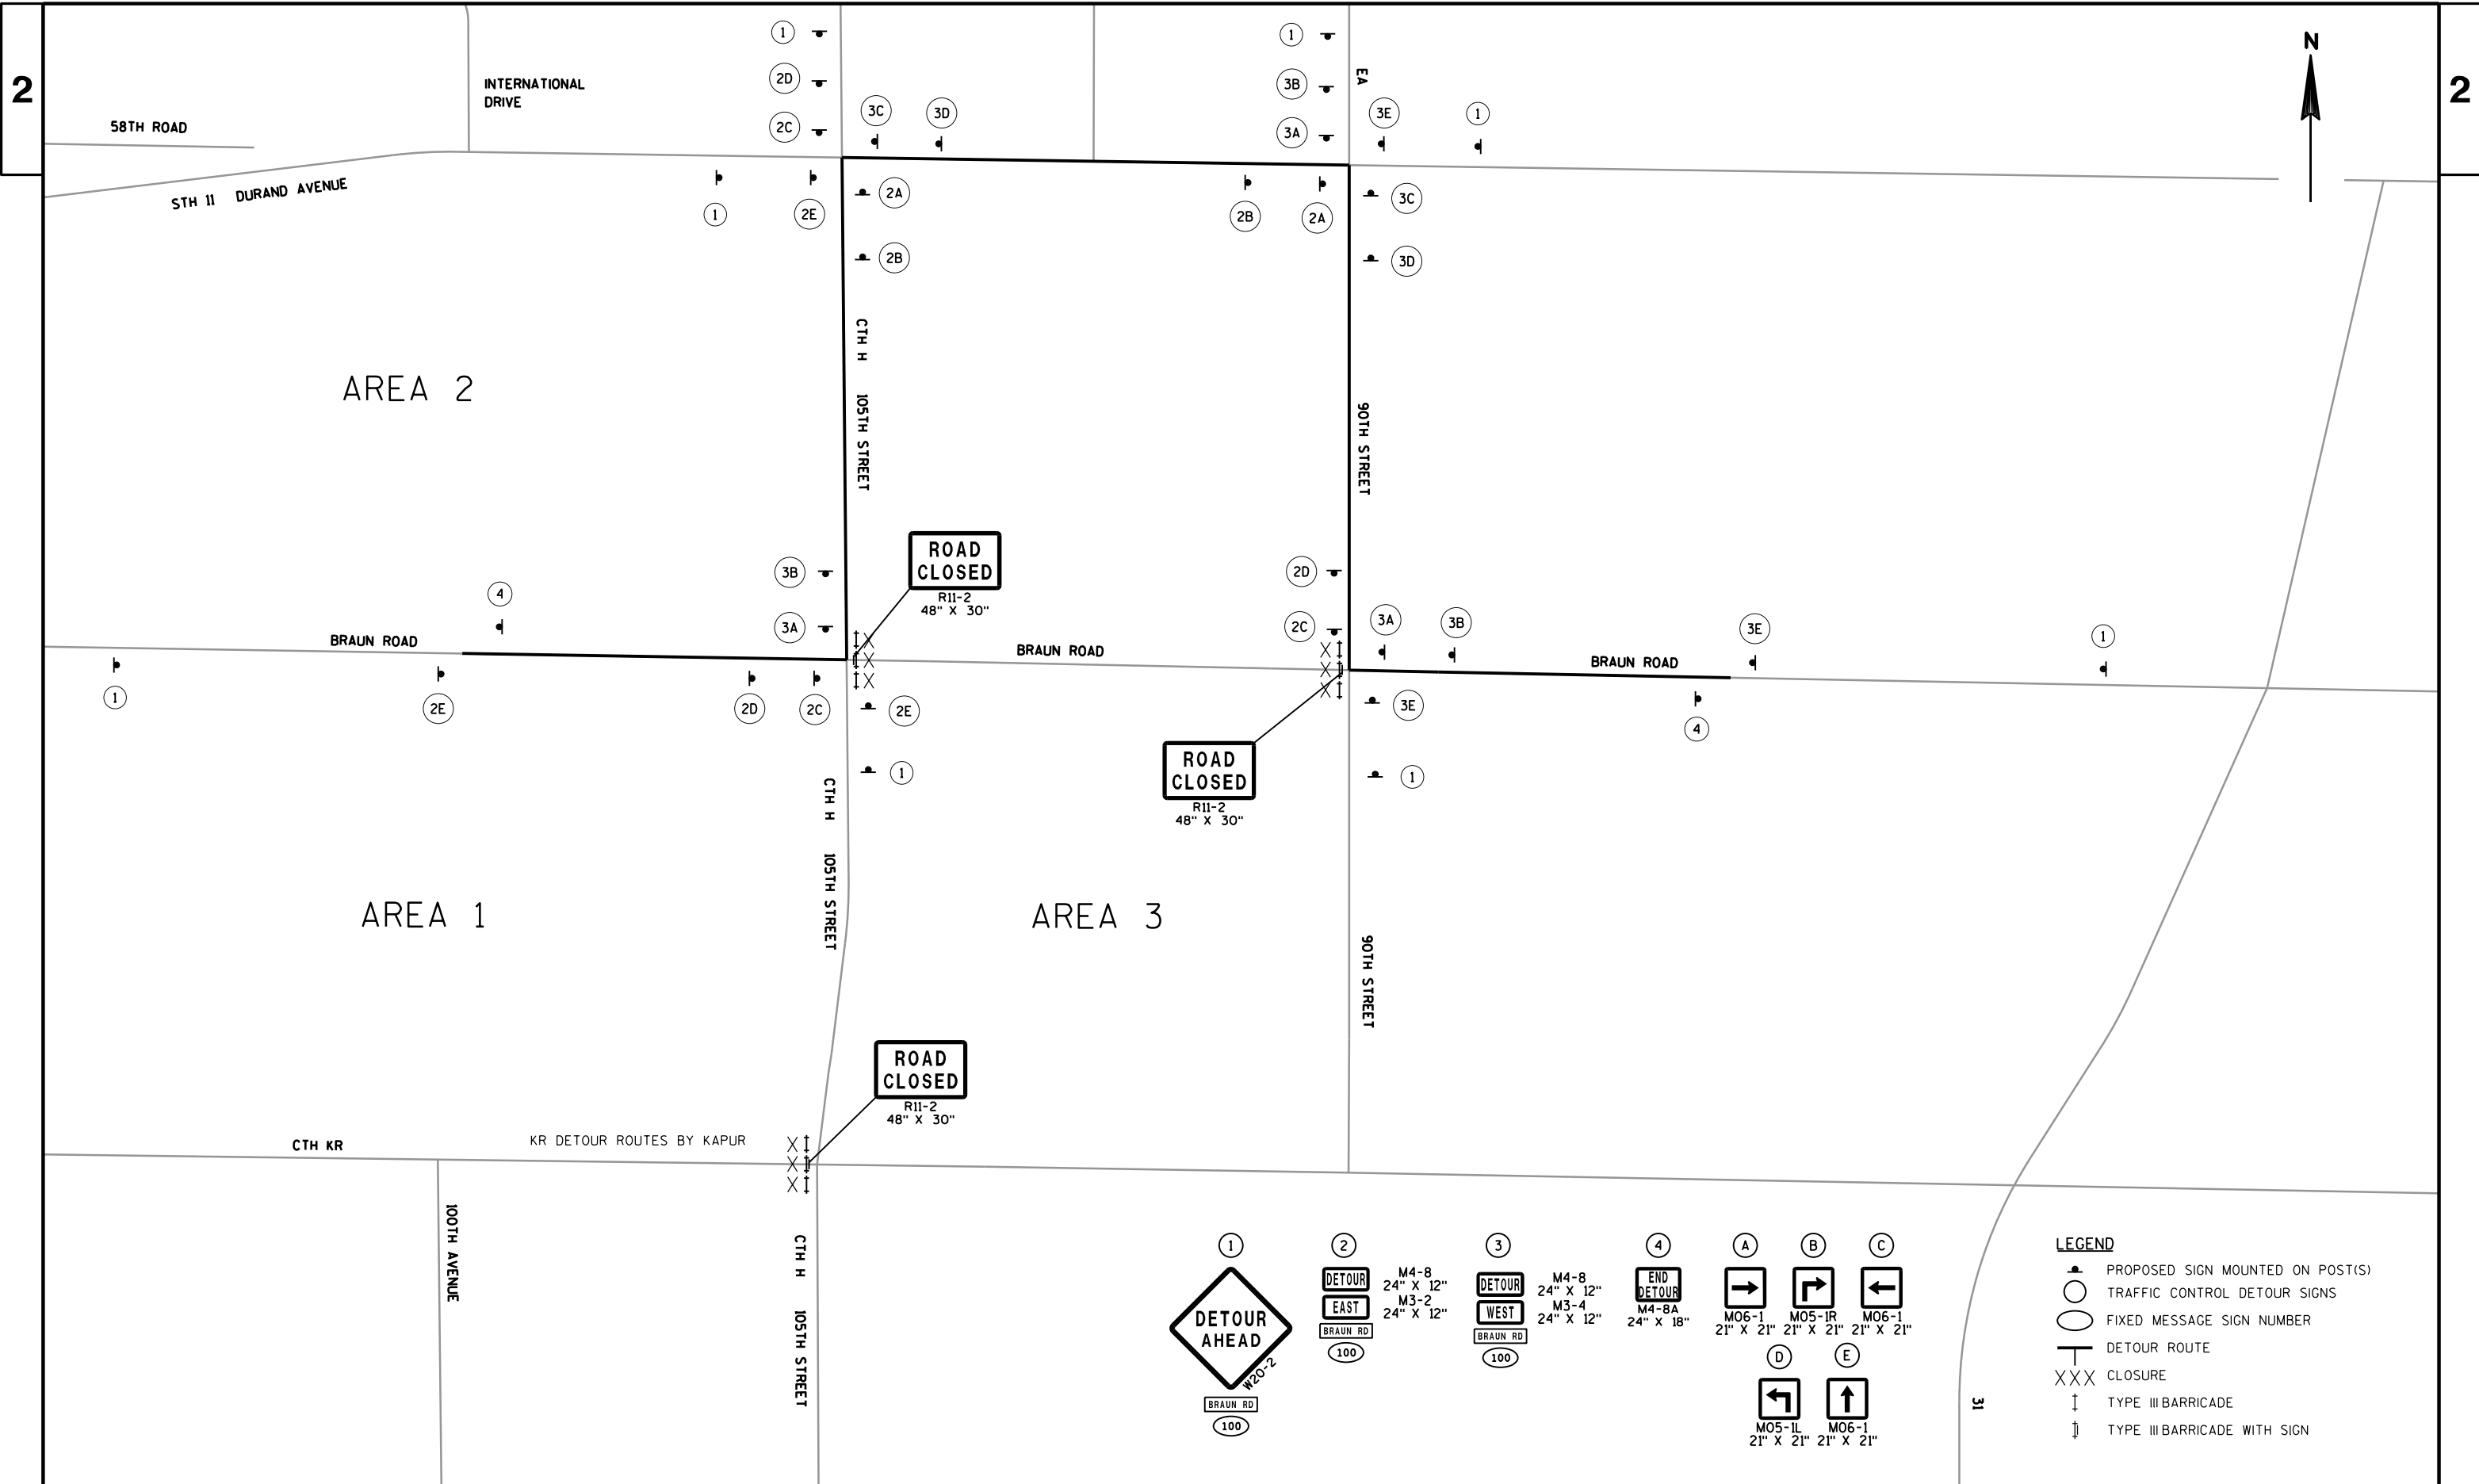 2
2
N
1
2D
2C
3C
3D
1
3B
3A
EA
3E
1
INTERNATIONAL
DRIVE
58TH ROAD
STH 11 DURAND AVENUE
1
2E
2A
2B
2B
2A
3C
3D
CTH H 105TH STREET
90TH STREET
AREA 2
ROAD
CLOSED
R11-2
48" X 30"
3B
3A
2D
2C
4
BRAUN ROAD
BRAUN ROAD
3A
3B
BRAUN ROAD
3E
1
1
2E
2D
2C
2E
1
3E
1
4
ROAD
CLOSED
R11-2
48" X 30"
CTH H 105TH STREET
90TH STREET
AREA 1
AREA 3
ROAD
CLOSED
R11-2
48" X 30"
CTH KR
KR DETOUR ROUTES BY KAPUR
100TH AVENUE
CTH H 105TH STREET
1
DETOUR
AHEAD
W20-2
BRAUN RD
100
2
DETOUR
M4-8
24" X 12"
EAST
M3-2
24" X 12"
BRAUN RD
100
3
DETOUR
M4-8
24" X 12"
WEST
M3-4
24" X 12"
BRAUN RD
100
4
END
DETOUR
M4-8A
24" X 18"
A
M06-1
21" X 21"
B
M05-1R
21" X 21"
C
M06-1
21" X 21"
D
M05-1L
21" X 21"
E
M06-1
21" X 21"
31
LEGEND
PROPOSED SIGN MOUNTED ON POST(S)
TRAFFIC CONTROL DETOUR SIGNS
FIXED MESSAGE SIGN NUMBER
DETOUR ROUTE
XXX CLOSURE
TYPE III BARRICADE
TYPE III BARRICADE WITH SIGN